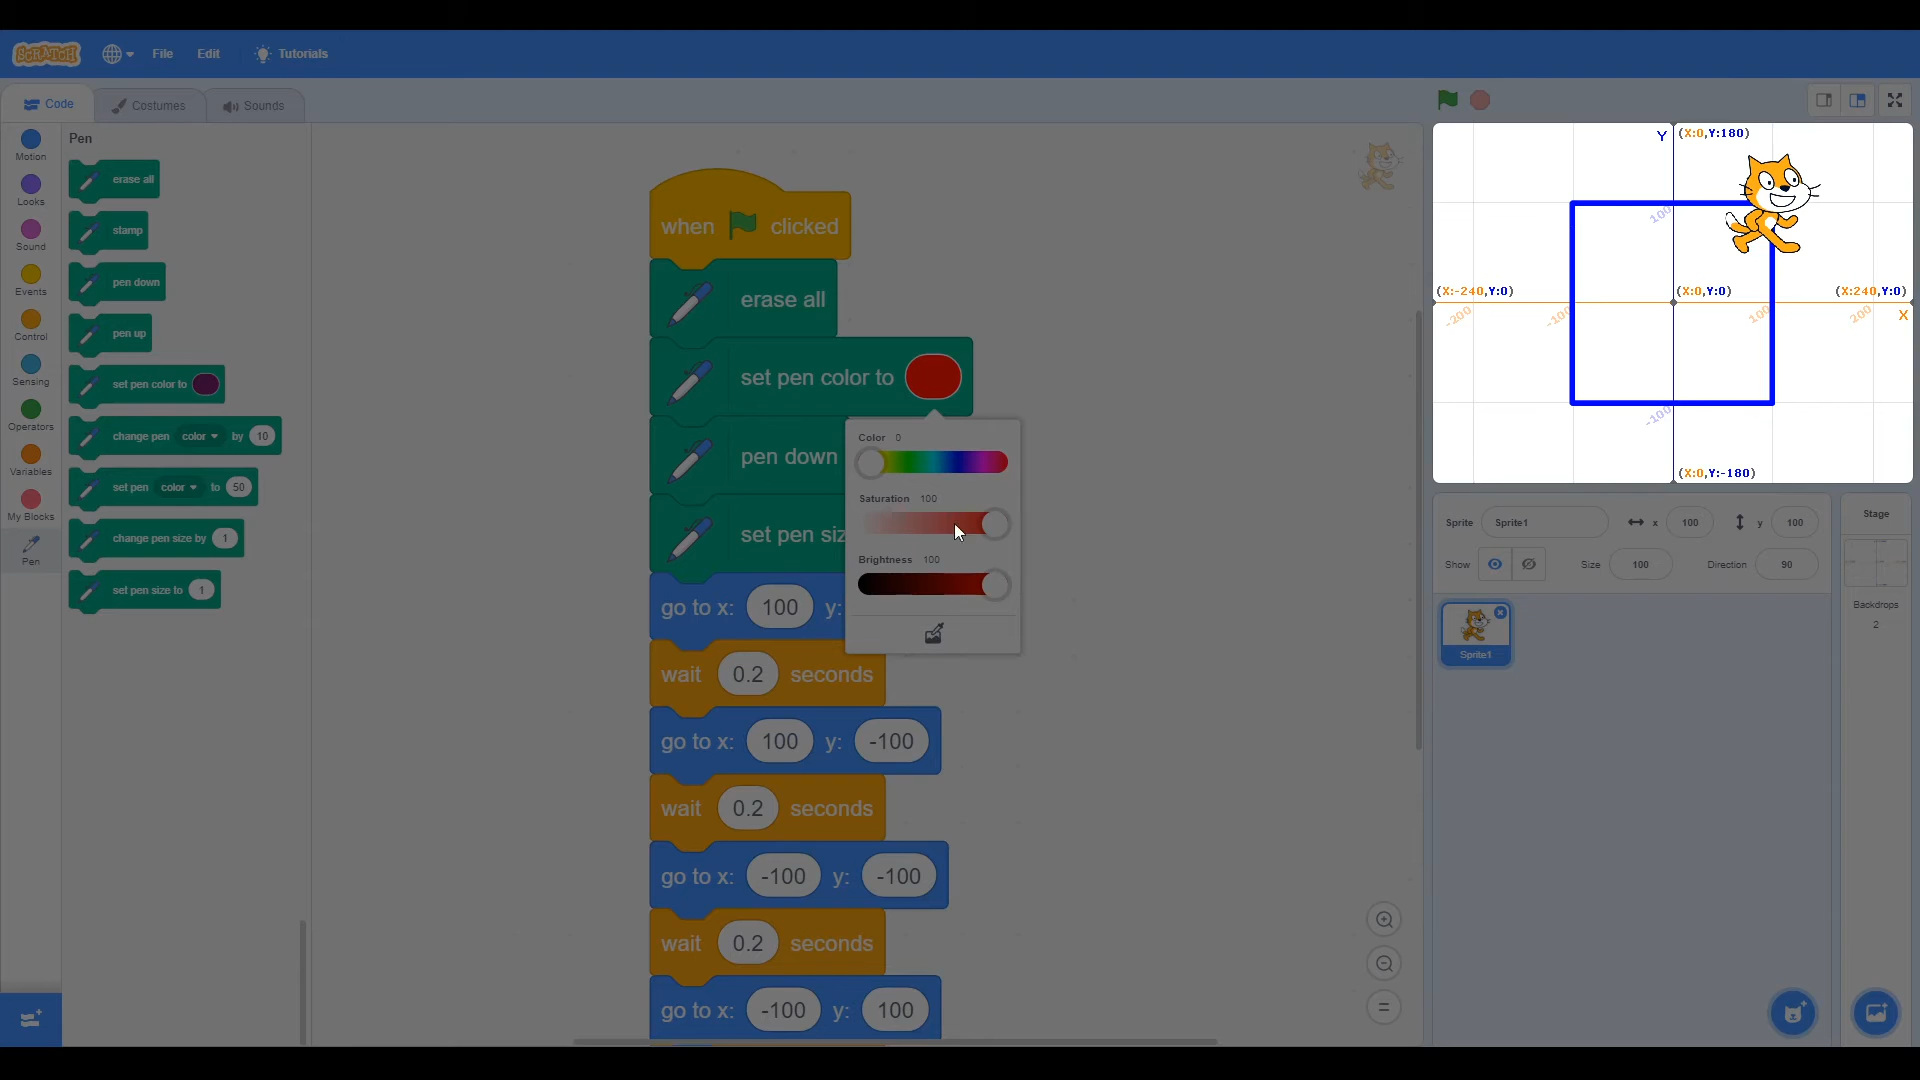 SCRATCH
File
Edit
Tutorials
Code
Costumes
Sounds
Motion
Looks
Sound
Events
Control
Sensing
Operators
Variables
My Blocks
Pen
Pen
erase all
stamp
pen down
pen up
set pen color to
change pen color by 10
set pen color to 50
change pen size by 1
set pen size to 1
when clicked
erase all
set pen color to
pen down
set pen siz
go to x: 100 y:
wait 0.2 seconds
go to x: 100 y: -100
wait 0.2 seconds
go to x: -100 y: -100
wait 0.2 seconds
go to x: -100 y: 100
Color 0
Saturation 100
Brightness 100
Y (X:0,Y:180)
100
(X:-240,Y:0) (X:0,Y:0) (X:240,Y:0)
-200 -100 100 200 X
-100
(X:0,Y:-180)
Sprite Sprite1 x 100 y 100
Show Size 100 Direction 90
Sprite1
Stage
Backdrops
2